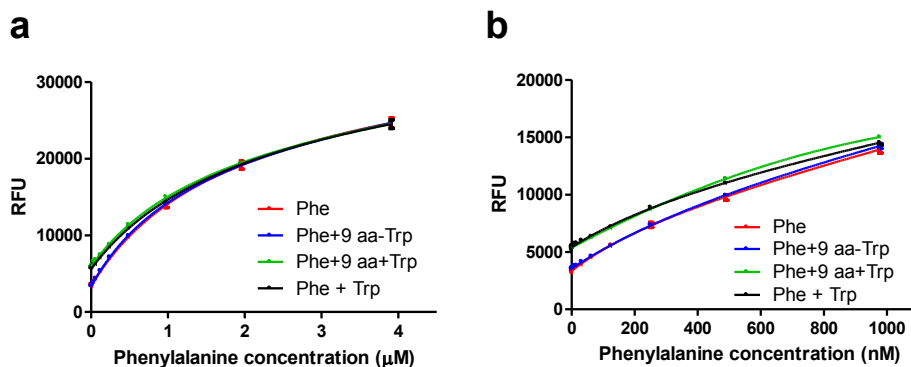 a
30000
20000
10000
0
RFU
Phe
Phe+9 aa-Trp
Phe+9 aa+Trp
Phe + Trp
0 1 2 3 4
Phenylalanine concentration (μM)
b
20000
15000
10000
5000
0
RFU
Phe
Phe+9 aa-Trp
Phe+9 aa+Trp
Phe + Trp
0 200 400 600 800 1000
Phenylalanine concentration (nM)